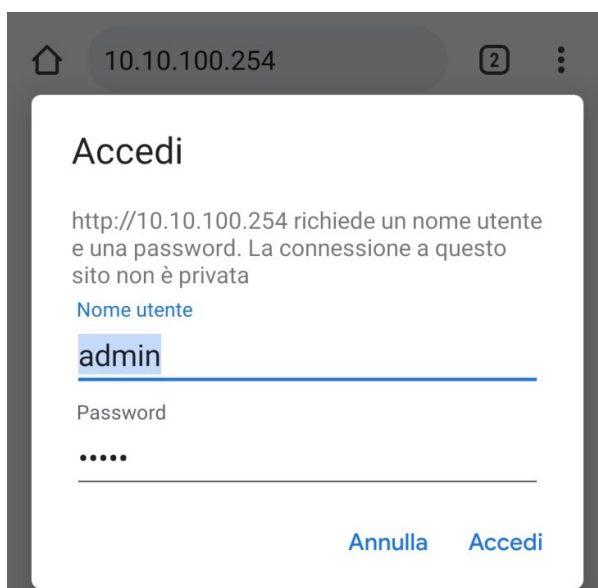 10.10.100.254
2
Accedi
http://10.10.100.254 richiede un nome utente
e una password. La connessione a questo
sito non è privata
Nome utente
admin
Password
•••••
Annulla Accedi